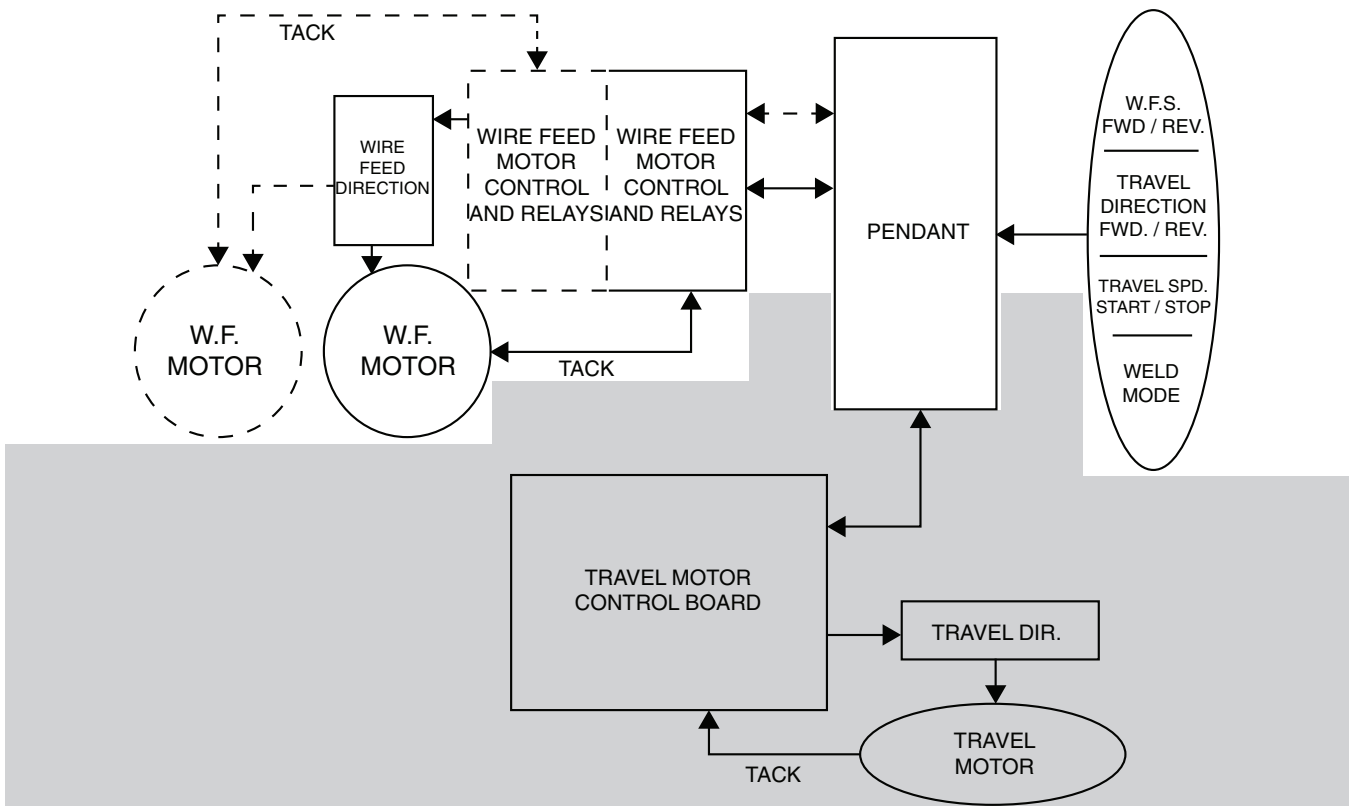 TACK
WIRE
FEED
DIRECTION
WIRE FEED
MOTOR
CONTROL
AND RELAYS
WIRE FEED
MOTOR
CONTROL
AND RELAYS
PENDANT
W.F.S.
FWD / REV.
TRAVEL
DIRECTION
FWD. / REV.
TRAVEL SPD.
START / STOP
WELD
MODE
W.F.
MOTOR
W.F.
MOTOR
TACK
TRAVEL MOTOR
CONTROL BOARD
TRAVEL DIR.
TRAVEL
MOTOR
TACK